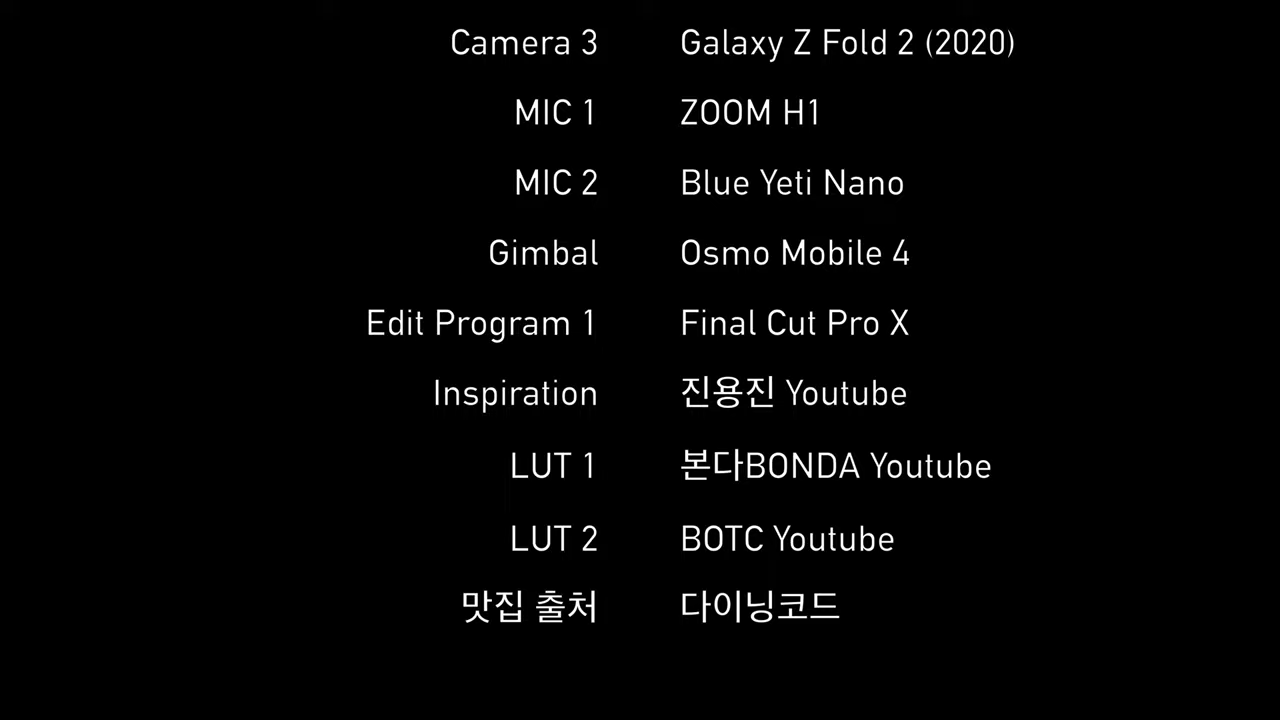 Camera 3 Galaxy Z Fold 2 (2020)
MIC 1 ZOOM H1
MIC 2 Blue Yeti Nano
Gimbal Osmo Mobile 4
Edit Program 1 Final Cut Pro X
Inspiration 진용진 Youtube
LUT 1 본다BONDA Youtube
LUT 2 BOTC Youtube
맛집 출처 다이닝코드